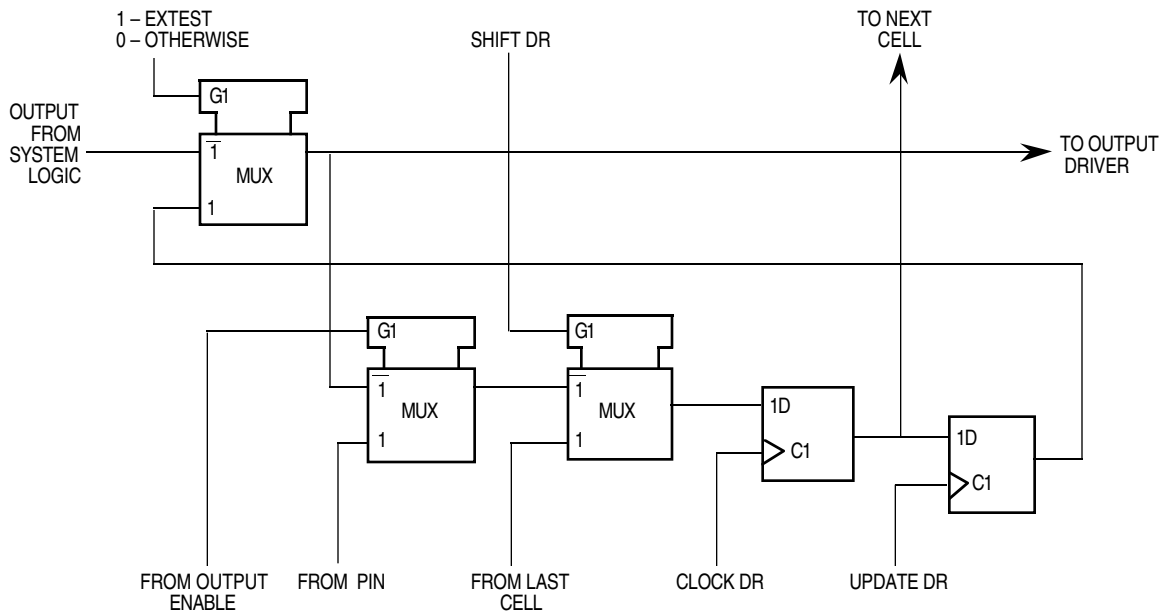 1 – EXTEST
0 – OTHERWISE
SHIFT DR
TO NEXT
CELL
G1
OUTPUT
FROM
SYSTEM
LOGIC
1
MUX
1
TO OUTPUT
DRIVER
G1
G1
1
MUX
1
1
MUX
1
1D
C1
1D
C1
FROM OUTPUT
ENABLE
FROM PIN
FROM LAST
CELL
CLOCK DR
UPDATE DR